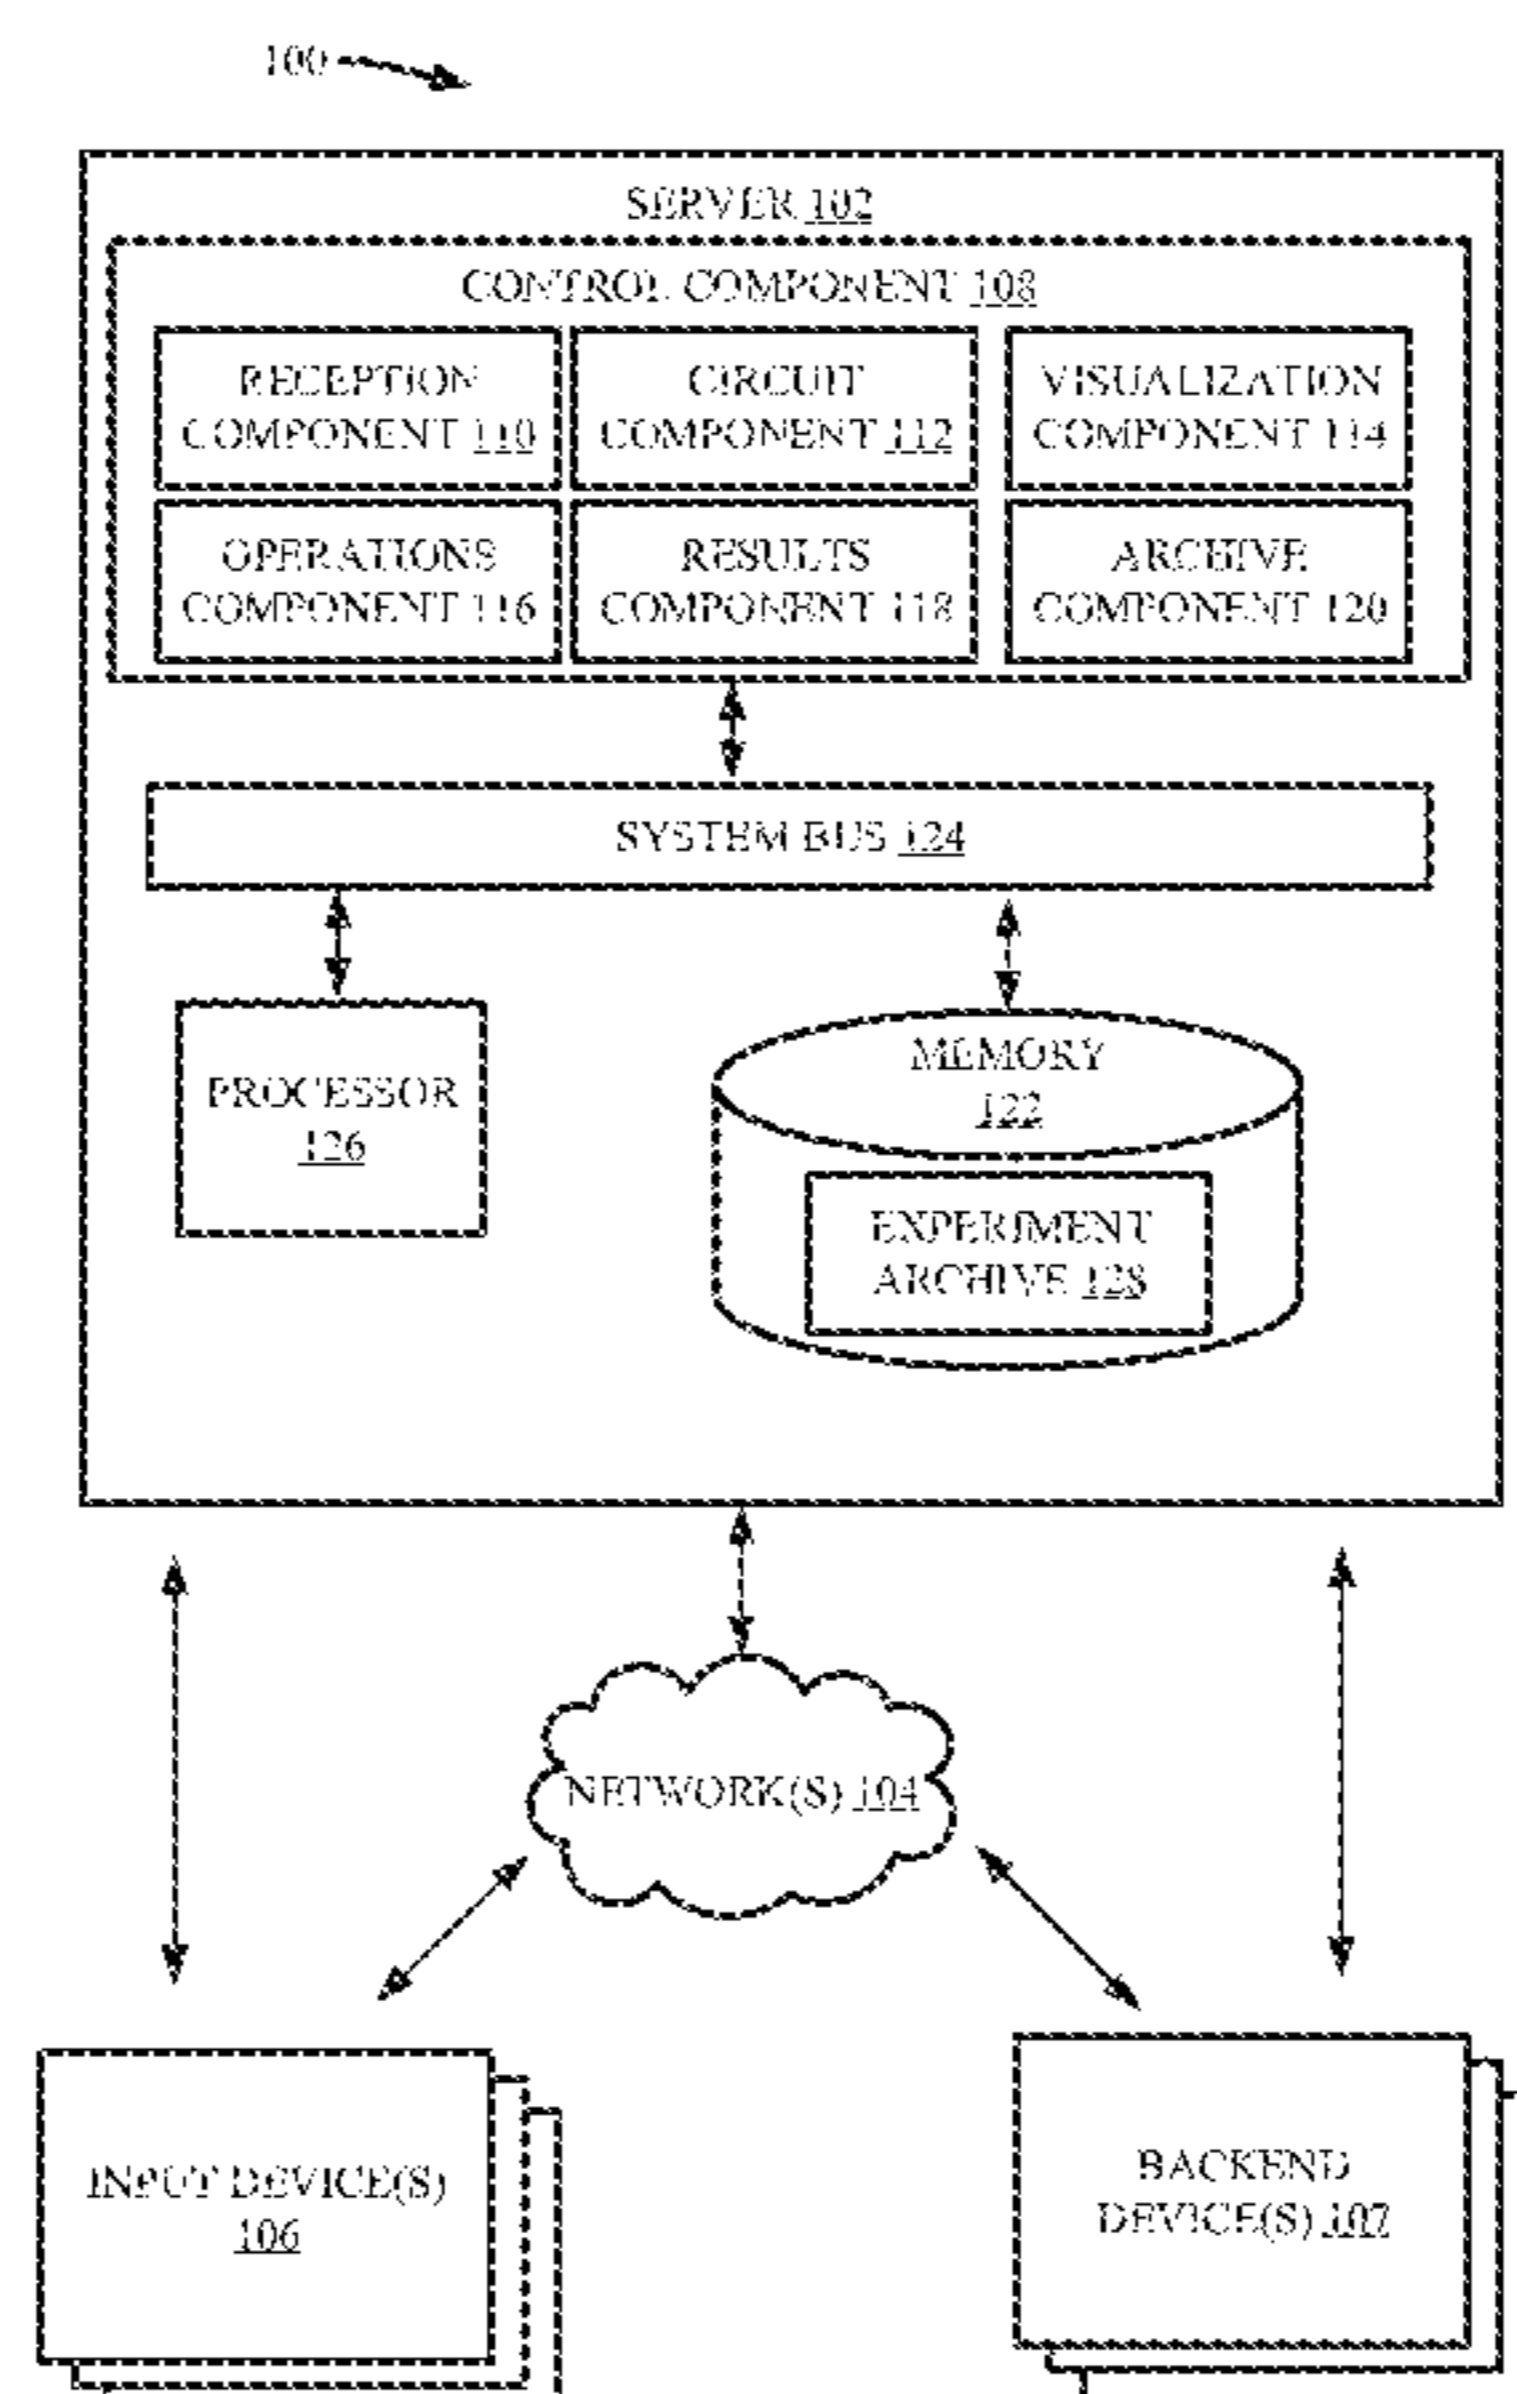 100
SERVER 102
CONTROL COMPONENT 108
RECEPTION
COMPONENT 110
CIRCUIT
COMPONENT 112
VISUALIZATION
COMPONENT 114
OPERATIONS
COMPONENT 116
RESULTS
COMPONENT 118
ARCHIVE
COMPONENT 120
SYSTEM BUS 124
PROCESSOR
126
MEMORY
122
EXPERIMENT
ARCHIVE 128
NETWORK(S) 104
INPUT DEVICE(S)
106
BACKEND
DEVICE(S) 107